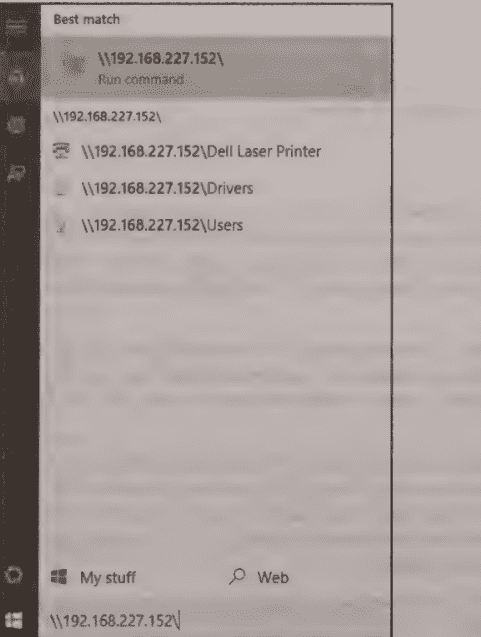 Best match
\\192.168.227.152\
Run command
\\192.168.227.152\
\\192.168.227.152\Dell Laser Printer
\\192.168.227.152\Drivers
\\192.168.227.152\Users
My stuff
Web
\\192.168.227.152\